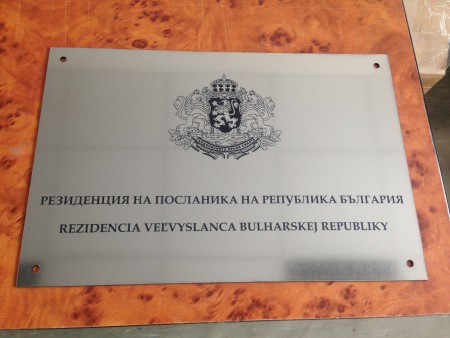 РЕЗИДЕНЦИЯ НА ПОСЛАНИКА НА РЕПУБЛИКА БЪЛГАРИЯ
REZIDENCIA VEĽVYSLANCA BULHARSKEJ REPUBLIKY